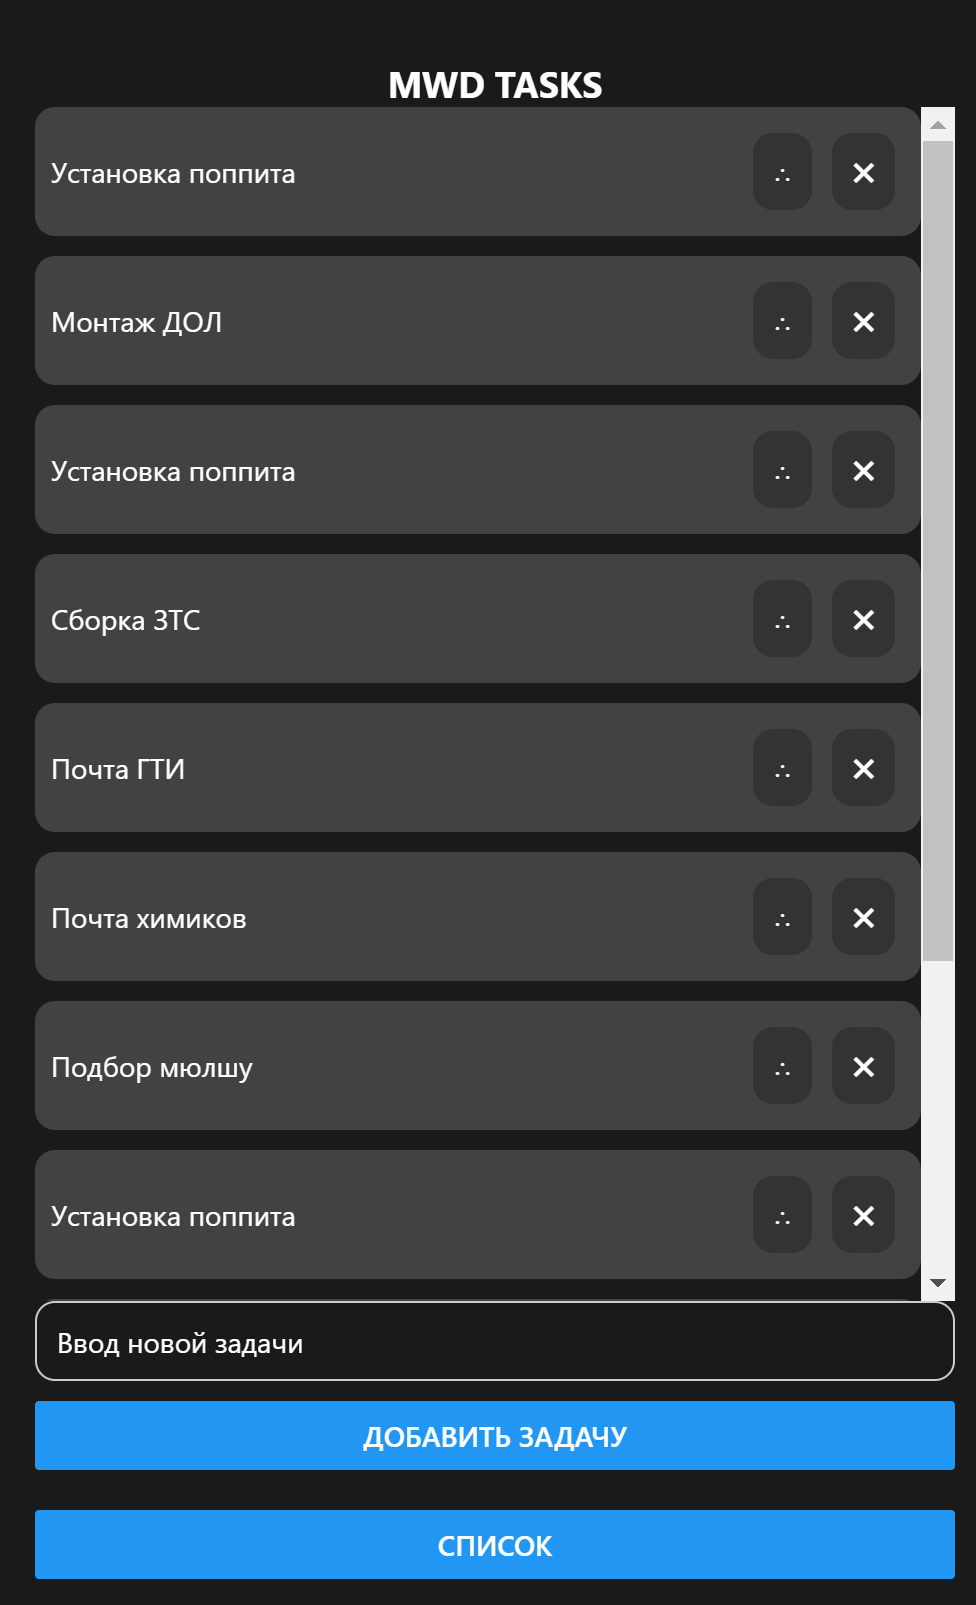 MWD TASKS
Установка поппита
∴ ✕
Монтаж ДОЛ
∴ ✕
Установка поппита
∴ ✕
Сборка ЗТС
∴ ✕
Почта ГТИ
∴ ✕
Почта химиков
∴ ✕
Подбор мюлшу
∴ ✕
Установка поппита
∴ ✕
Ввод новой задачи
ДОБАВИТЬ ЗАДАЧУ
СПИСОК